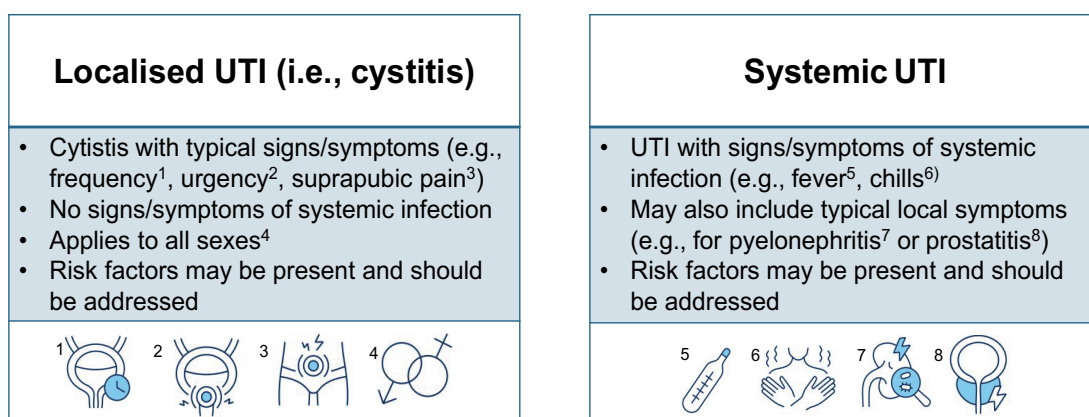 Localised UTI (i.e., cystitis)
• Cytistis with typical signs/symptoms (e.g.,
frequency¹, urgency², suprapubic pain³)
• No signs/symptoms of systemic infection
• Applies to all sexes⁴
• Risk factors may be present and should
be addressed
1 2 3 4
Systemic UTI
• UTI with signs/symptoms of systemic
infection (e.g., fever⁵, chills⁶⁾
• May also include typical local symptoms
(e.g., for pyelonephritis⁷ or prostatitis⁸)
• Risk factors may be present and should
be addressed
5 6 7 8